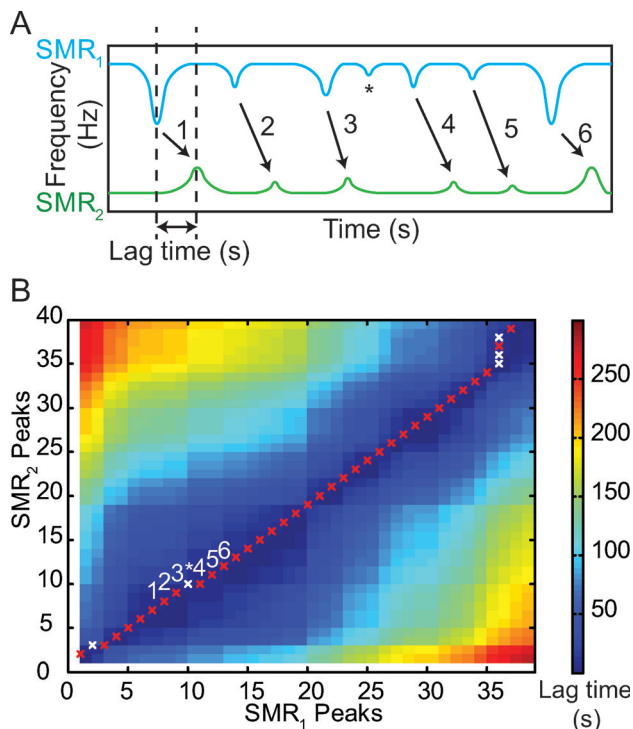 A
SMR1
Frequency
(Hz)
1 2 3 * 4 5 6
SMR2
Time (s)
Lag time (s)
B
40
35
30
25
20
15
10
5
0
SMR2 Peaks
123*456
0 5 10 15 20 25 30 35
SMR1 Peaks
250
200
150
100
50
Lag time
(s)